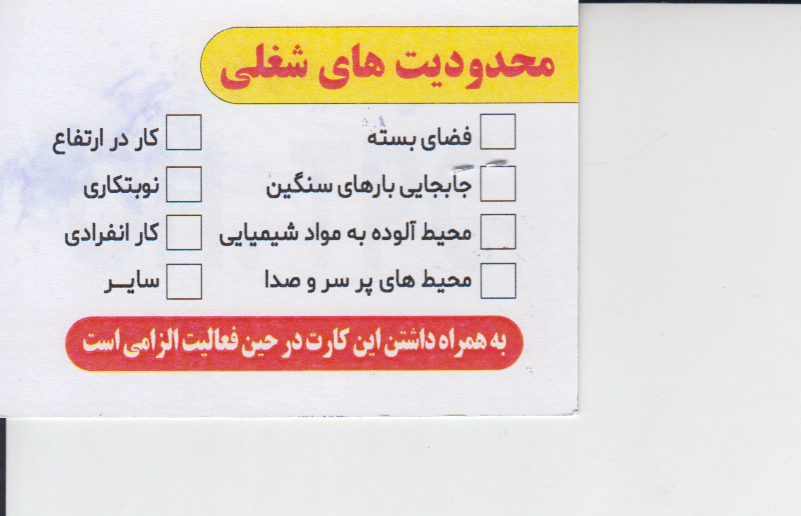 محدودیت های شغلی
فضای بسته
کار در ارتفاع
جابجایی بارهای سنگین
نوبتکاری
محیط آلوده به مواد شیمیایی
کار انفرادی
محیط های پر سر و صدا
سایــر
به همراه داشتن این کارت در حین فعالیت الزامی است